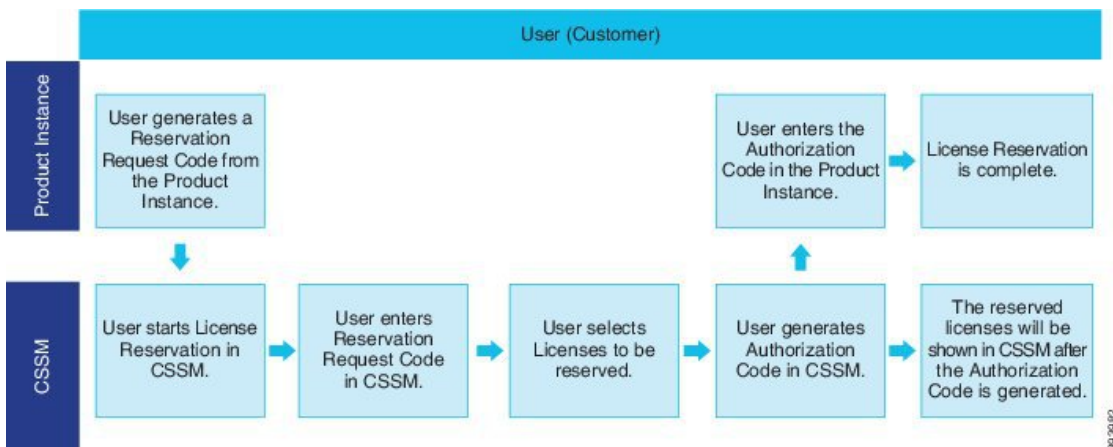 User (Customer)
Product Instance
User generates a
Reservation
Request Code from
the Product
Instance.
User enters the
Authorization
Code in the Product
Instance.
License Reservation
is complete.
CSSM
User starts License
Reservation in
CSSM.
User enters
Reservation
Request Code
in CSSM.
User selects
Licenses to be
reserved.
User generates
Authorization
Code in CSSM.
The reserved
licenses will be
shown in CSSM after
the Authorization
Code is generated.